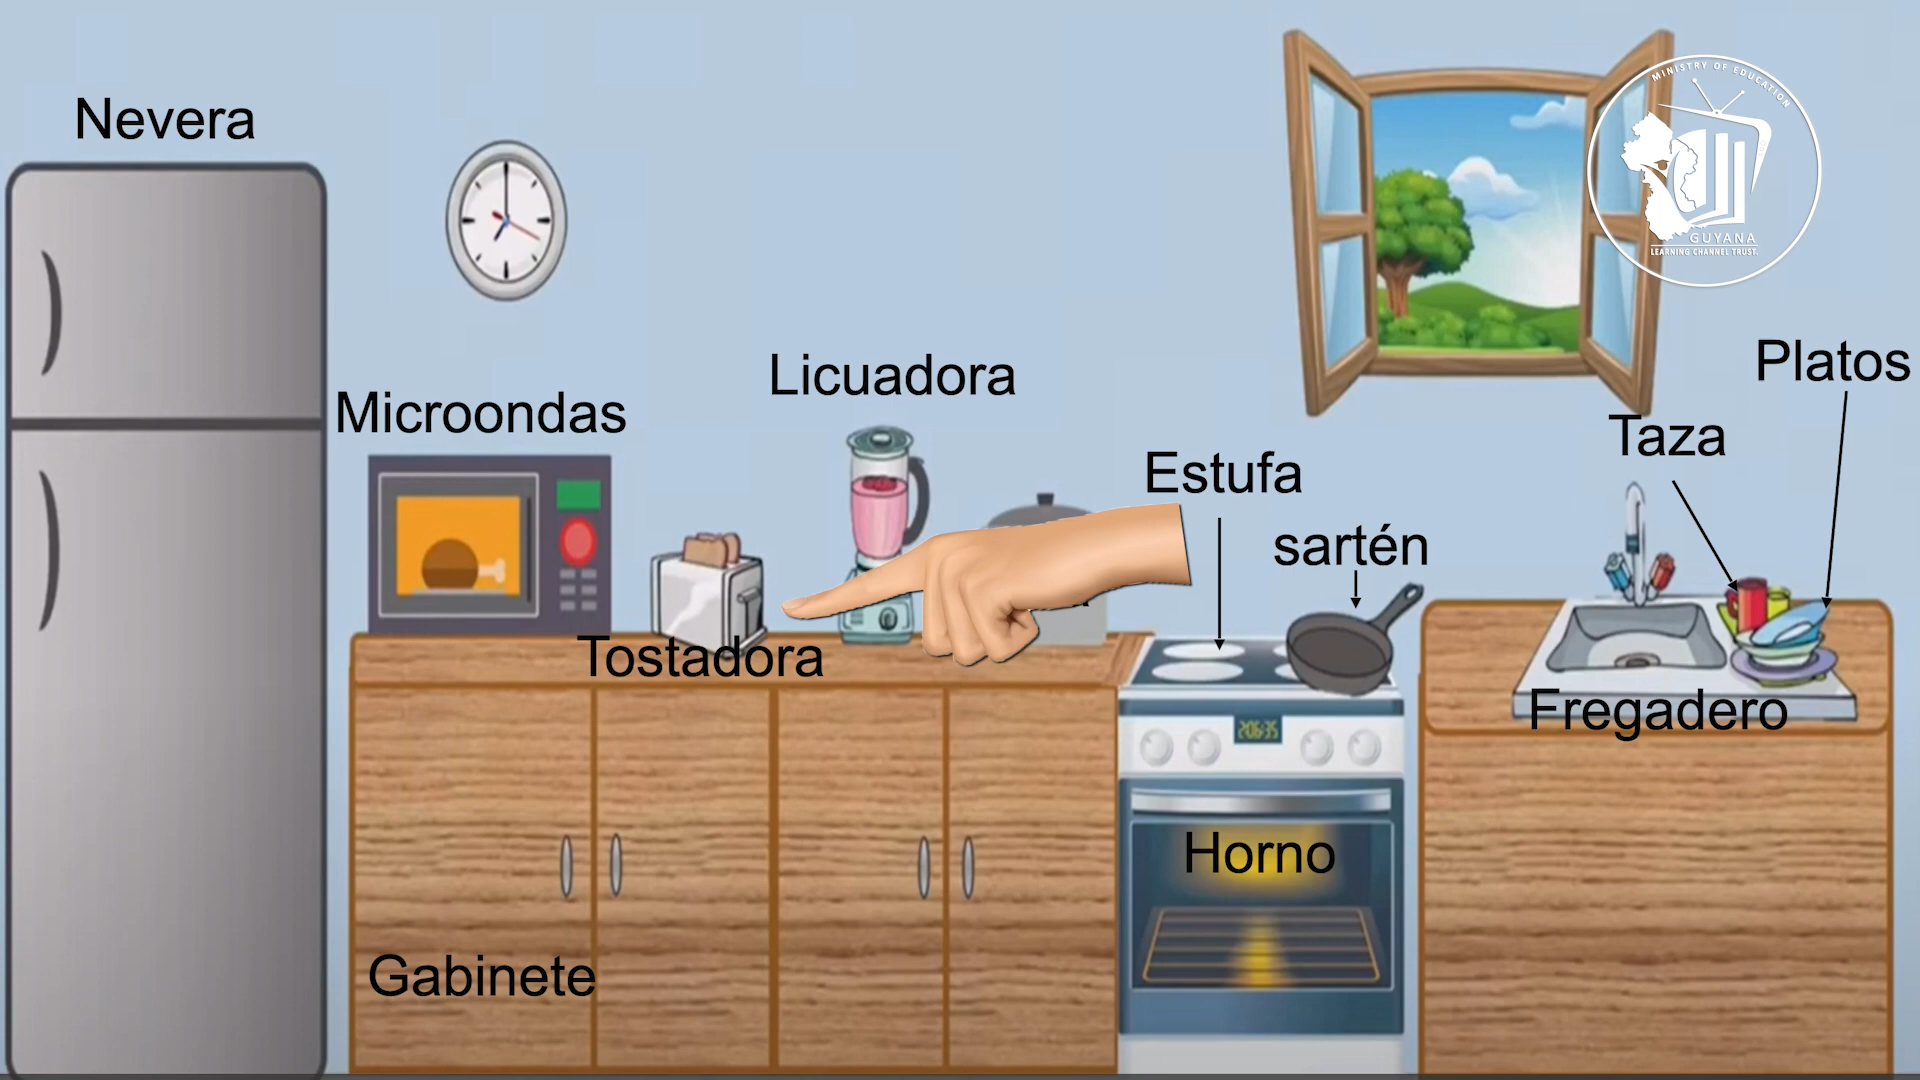 Nevera
MINISTRY OF EDUCATION
GUYANA
LEARNING CHANNEL TRUST.
Platos
Licuadora
Microondas
Taza
Estufa
sartén
Tostadora
Fregadero
Horno
Gabinete